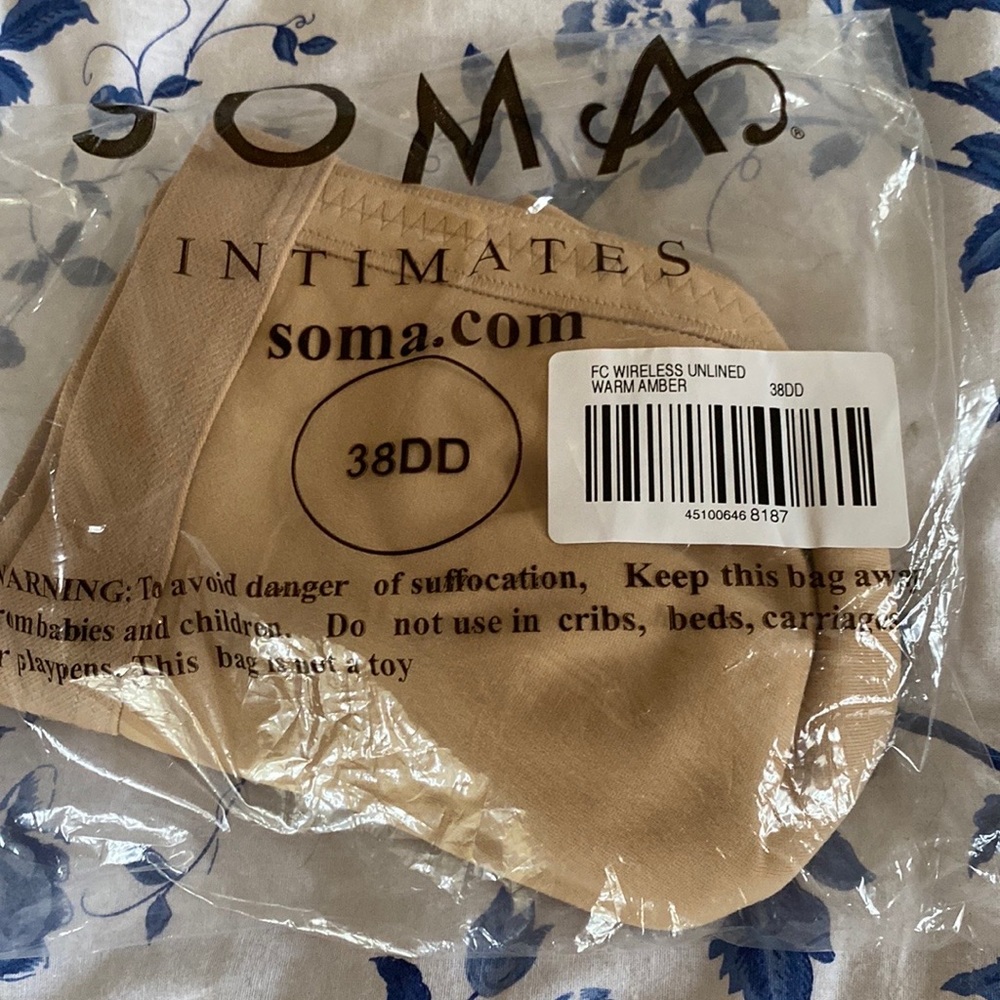 SOMA®
INTIMATES
soma.com
38DD
FC WIRELESS UNLINED
WARM AMBER 38DD
45100646 8187
WARNING: To avoid danger of suffocation, Keep this bag away
from babies and children. Do not use in cribs, beds, carriages
or playpens. This bag is not a toy